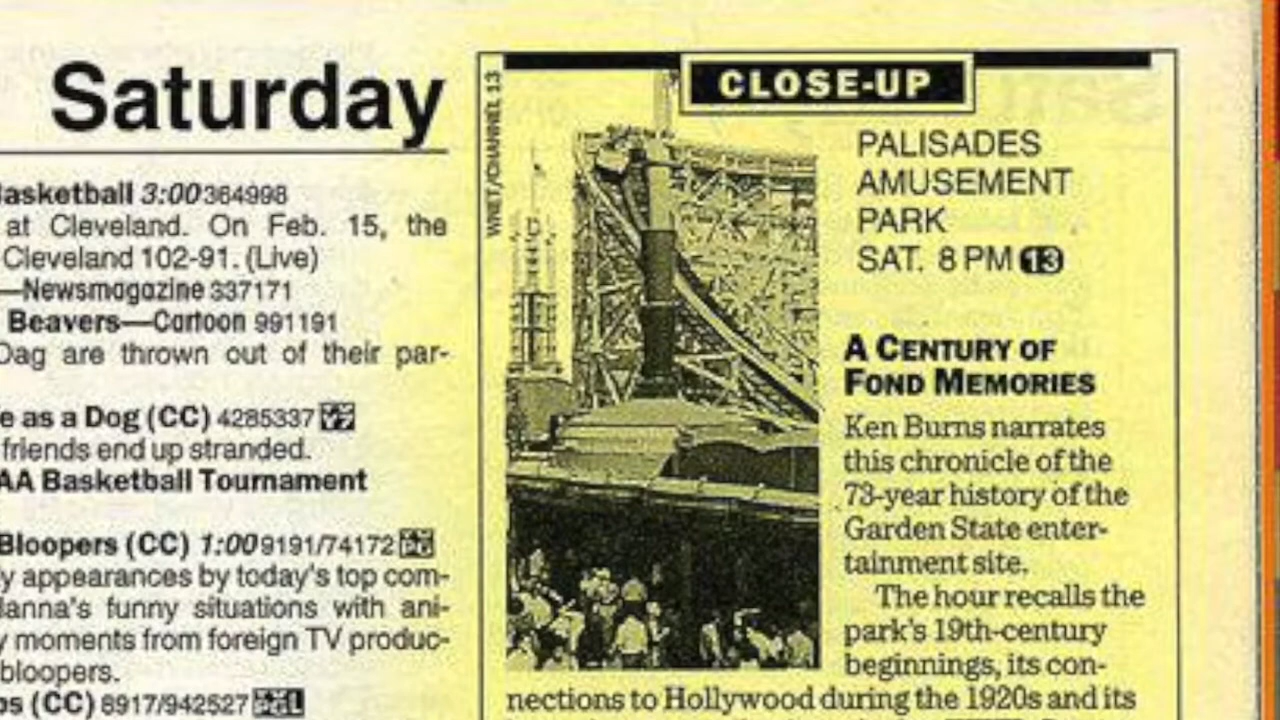 Saturday
Basketball 3:00 364998
at Cleveland. On Feb. 15, the
Cleveland 102-91. (Live)
—Newsmagazine 337171
Beavers—Cartoon 991191
Dag are thrown out of their par-
e as a Dog (CC) 4285337
friends end up stranded.
AA Basketball Tournament
Bloopers (CC) 1:00 9191/74172
y appearances by today's top com-
Hanna's funny situations with ani-
y moments from foreign TV produc-
bloopers.
os (CC) 8917/942527
WNET/CHANNEL 13
CLOSE-UP
PALISADES
AMUSEMENT
PARK
SAT. 8 PM 13
A CENTURY OF
FOND MEMORIES
Ken Burns narrates
this chronicle of the
73-year history of the
Garden State enter-
tainment site.
The hour recalls the
park's 19th-century
beginnings, its con-
nections to Hollywood during the 1920s and its